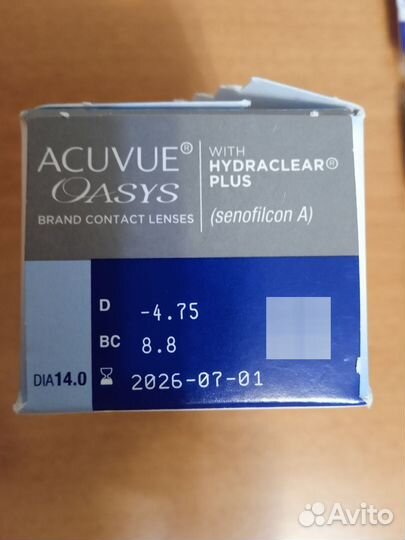 ACUVUE®
OASYS
BRAND CONTACT LENSES
WITH
HYDRACLEAR®
PLUS
(senofilcon A)
D -4.75
BC 8.8
DIA14.0
2026-07-01
Avito